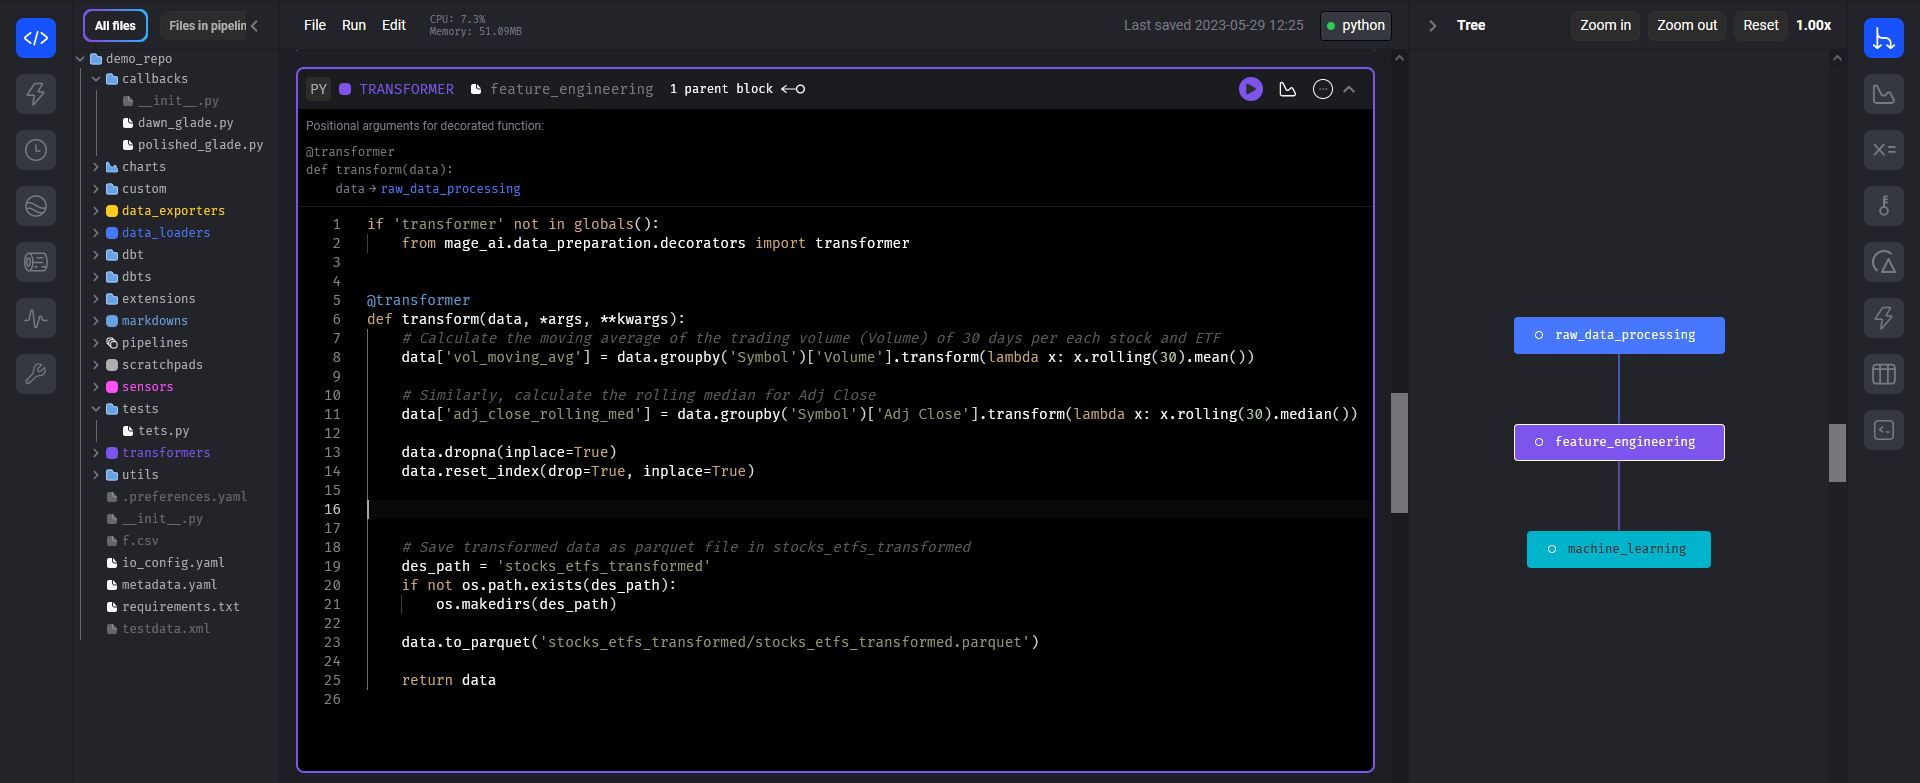 All files
Files in pipelin
File Run Edit
CPU: 7.3%
Memory: 51.09MB
Last saved 2023-05-29 12:25
python
Tree
Zoom in
Zoom out
Reset
1.00x
demo_repo
callbacks
__init__.py
dawn_glade.py
polished_glade.py
charts
custom
data_exporters
data_loaders
dbt
dbts
extensions
markdowns
pipelines
scratchpads
sensors
tests
tets.py
transformers
utils
.preferences.yaml
__init__.py
f.csv
io_config.yaml
metadata.yaml
requirements.txt
testdata.xml
PY TRANSFORMER feature_engineering 1 parent block
Positional arguments for decorated function:
@transformer
def transform(data):
data → raw_data_processing
1 if 'transformer' not in globals():
2 from mage_ai.data_preparation.decorators import transformer
3
4
5 @transformer
6 def transform(data, *args, **kwargs):
7 # Calculate the moving average of the trading volume (Volume) of 30 days per each stock and ETF
8 data['vol_moving_avg'] = data.groupby('Symbol')['Volume'].transform(lambda x: x.rolling(30).mean())
9
10 # Similarly, calculate the rolling median for Adj Close
11 data['adj_close_rolling_med'] = data.groupby('Symbol')['Adj Close'].transform(lambda x: x.rolling(30).median())
12
13 data.dropna(inplace=True)
14 data.reset_index(drop=True, inplace=True)
15
16
17
18 # Save transformed data as parquet file in stocks_etfs_transformed
19 des_path = 'stocks_etfs_transformed'
20 if not os.path.exists(des_path):
21 os.makedirs(des_path)
22
23 data.to_parquet('stocks_etfs_transformed/stocks_etfs_transformed.parquet')
24
25 return data
26
raw_data_processing
feature_engineering
machine_learning